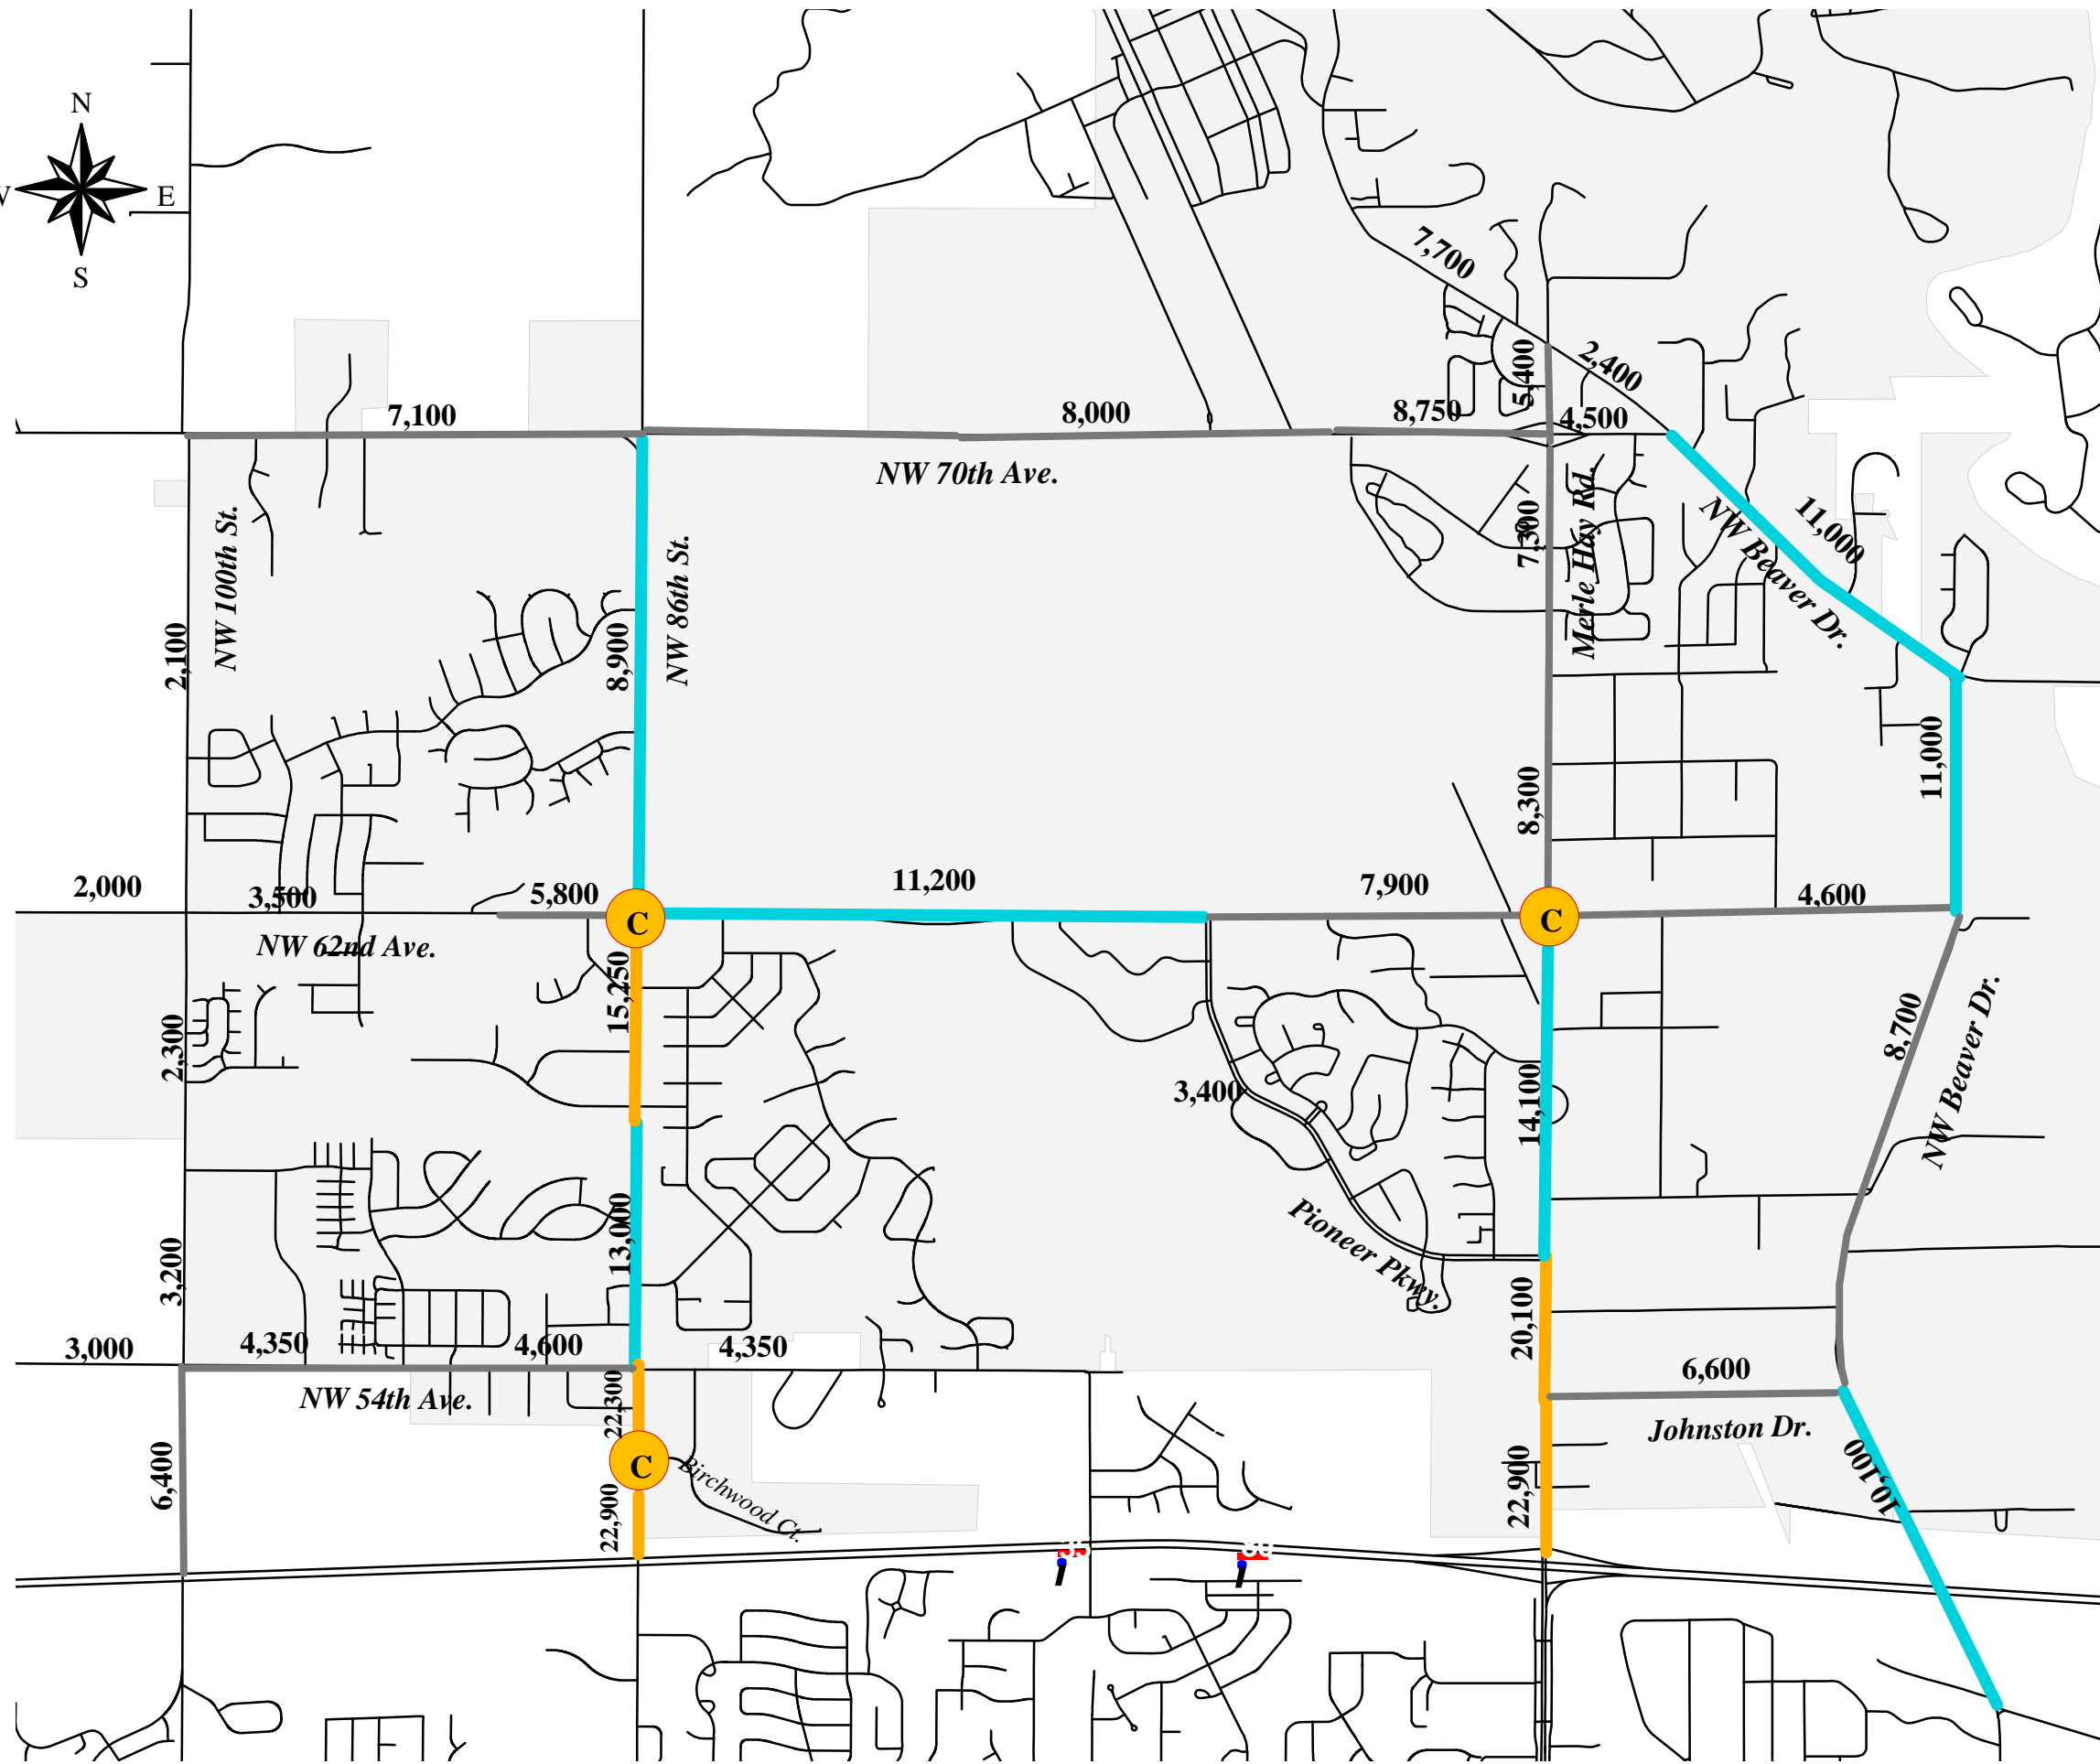 N
E
S
7,700
5,400
2,400
7,100
8,000
8,750
4,500
NW 70th Ave.
NW 100th St.
NW 86th St.
7,300
Merle Hay Rd.
NW Beaver Dr.
11,000
2,100
8,900
8,300
11,000
2,000
3,500
5,800
C
11,200
7,900
C
4,600
NW 62nd Ave.
15,250
2,300
3,400
14,100
8,700
NW Beaver Dr.
3,200
13,000
Pioneer Pkwy.
20,100
3,000
4,350
4,600
4,350
6,600
NW 54th Ave.
22,300
Johnston Dr.
6,400
C
Birchwood Ct.
22,900
22,900
10,100